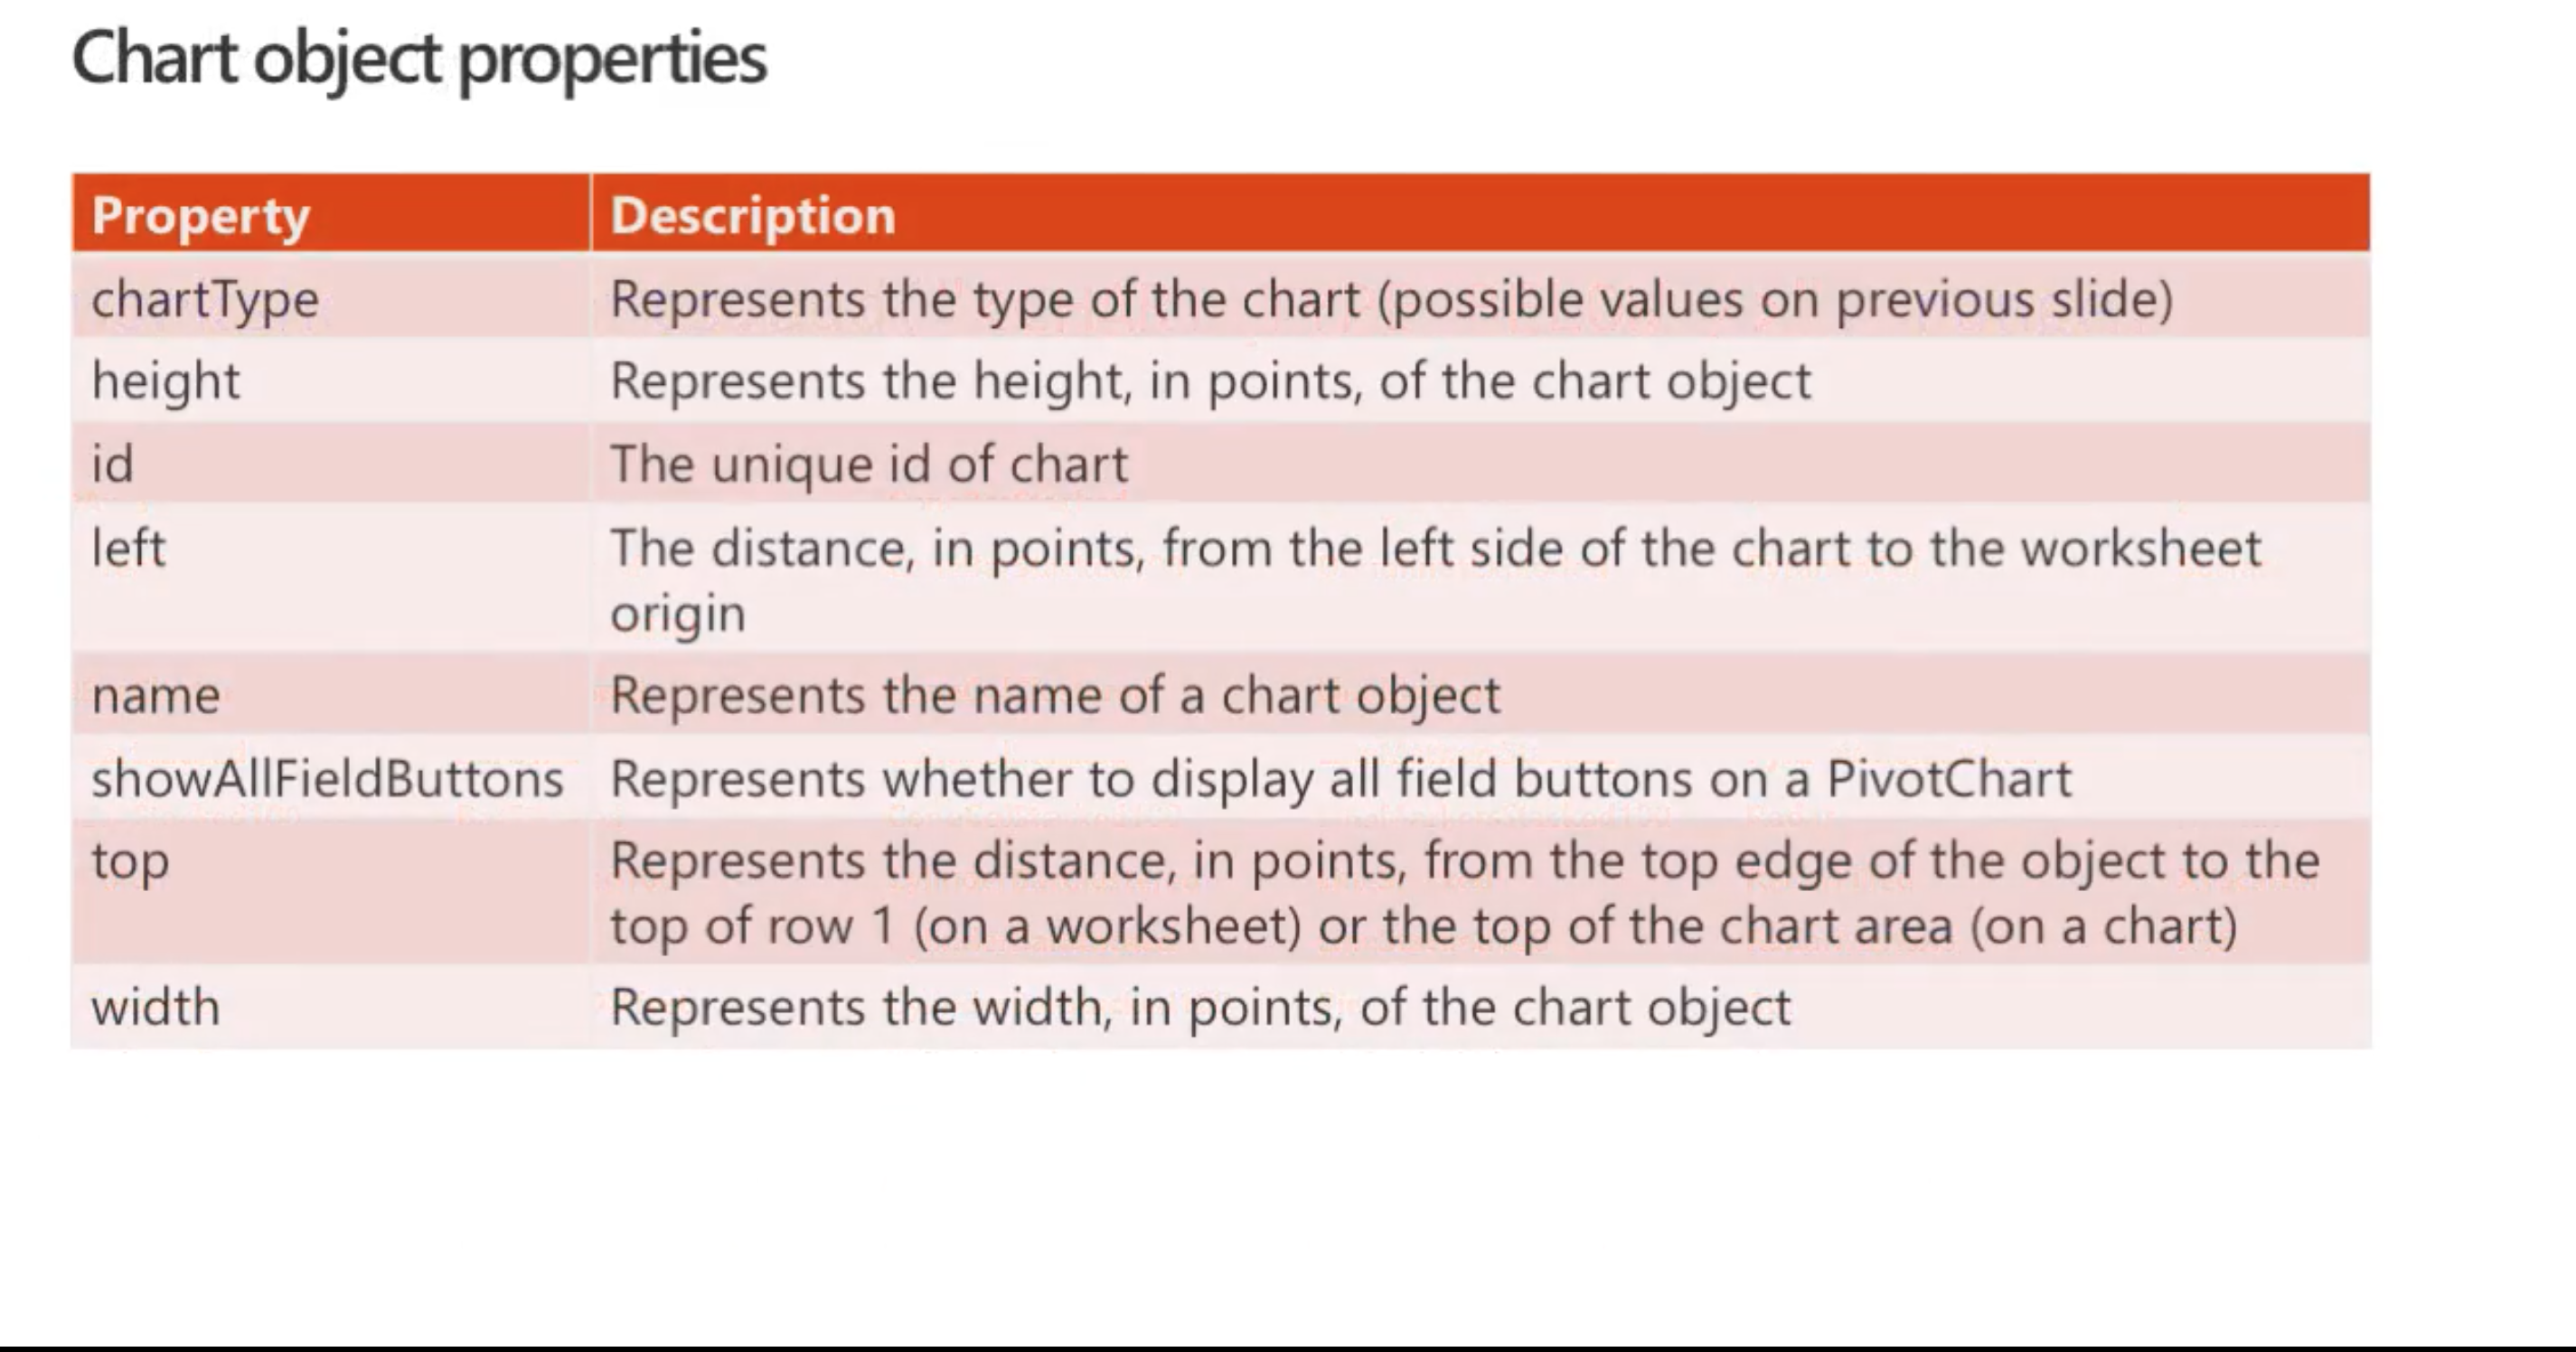 Chart object properties
Property Description
chartType Represents the type of the chart (possible values on previous slide)
height Represents the height, in points, of the chart object
id The unique id of chart
left The distance, in points, from the left side of the chart to the worksheet
origin
name Represents the name of a chart object
showAllFieldButtons Represents whether to display all field buttons on a PivotChart
top Represents the distance, in points, from the top edge of the object to the
top of row 1 (on a worksheet) or the top of the chart area (on a chart)
width Represents the width, in points, of the chart object